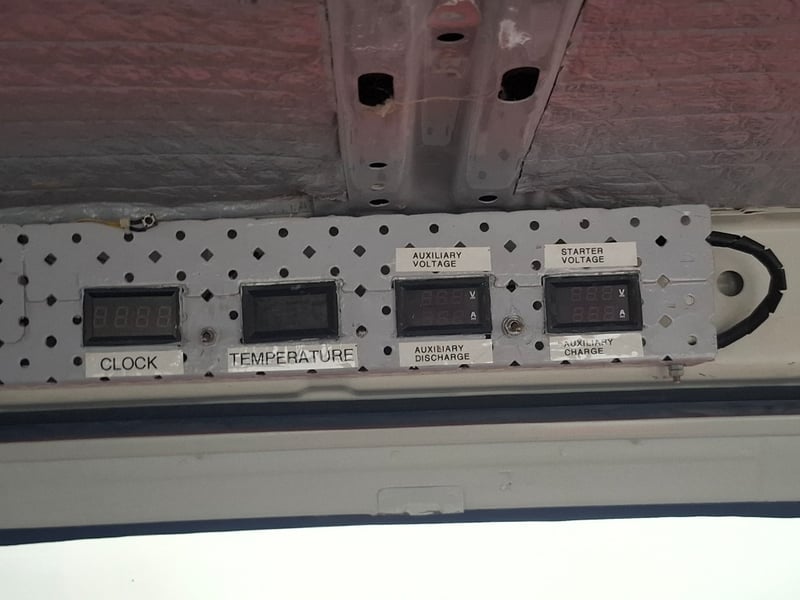 AUXILIARY
VOLTAGE
STARTER
VOLTAGE
V
A
V
A
CLOCK
TEMPERATURE
AUXILIARY
DISCHARGE
AUXILIARY
CHARGE